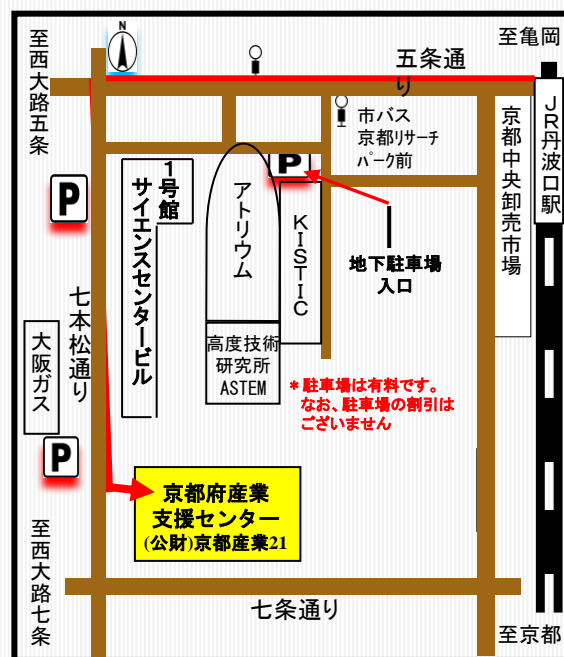 N
至西大路五条
五条通り
至亀岡
市バス
京都リサーチ
パーク前
京都中央卸売市場
JR丹波口駅
P
P
1号館
サイエンスセンタービル
アトリウム
KISTIC
地下駐車場
入口
七本松通り
大阪ガス
高度技術
研究所
ASTEM
*駐車場は有料です。
なお、駐車場の割引は
ございません
P
京都府産業
支援センター
(公財)京都産業21
至西大路七条
七条通り
至京都